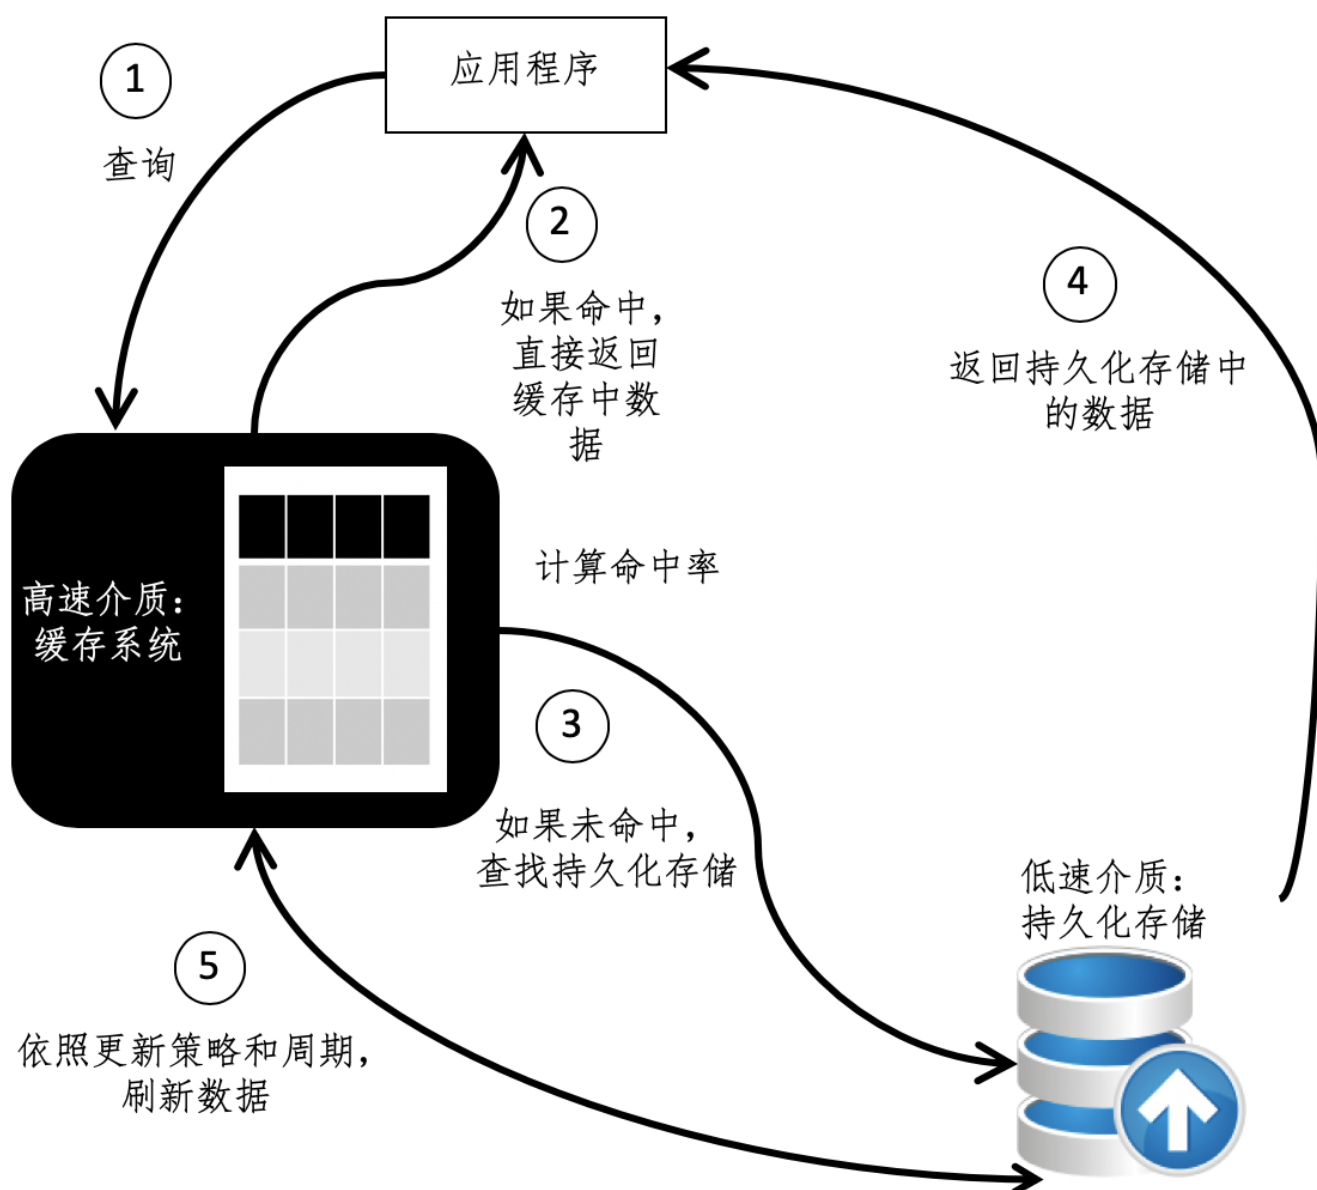 应用程序
1
查询
2
如果命中，
直接返回
缓存中数
据
4
返回持久化存储中
的数据
高速介质：
缓存系统
计算命中率
3
如果未命中，
查找持久化存储
低速介质：
持久化存储
5
依照更新策略和周期，
刷新数据